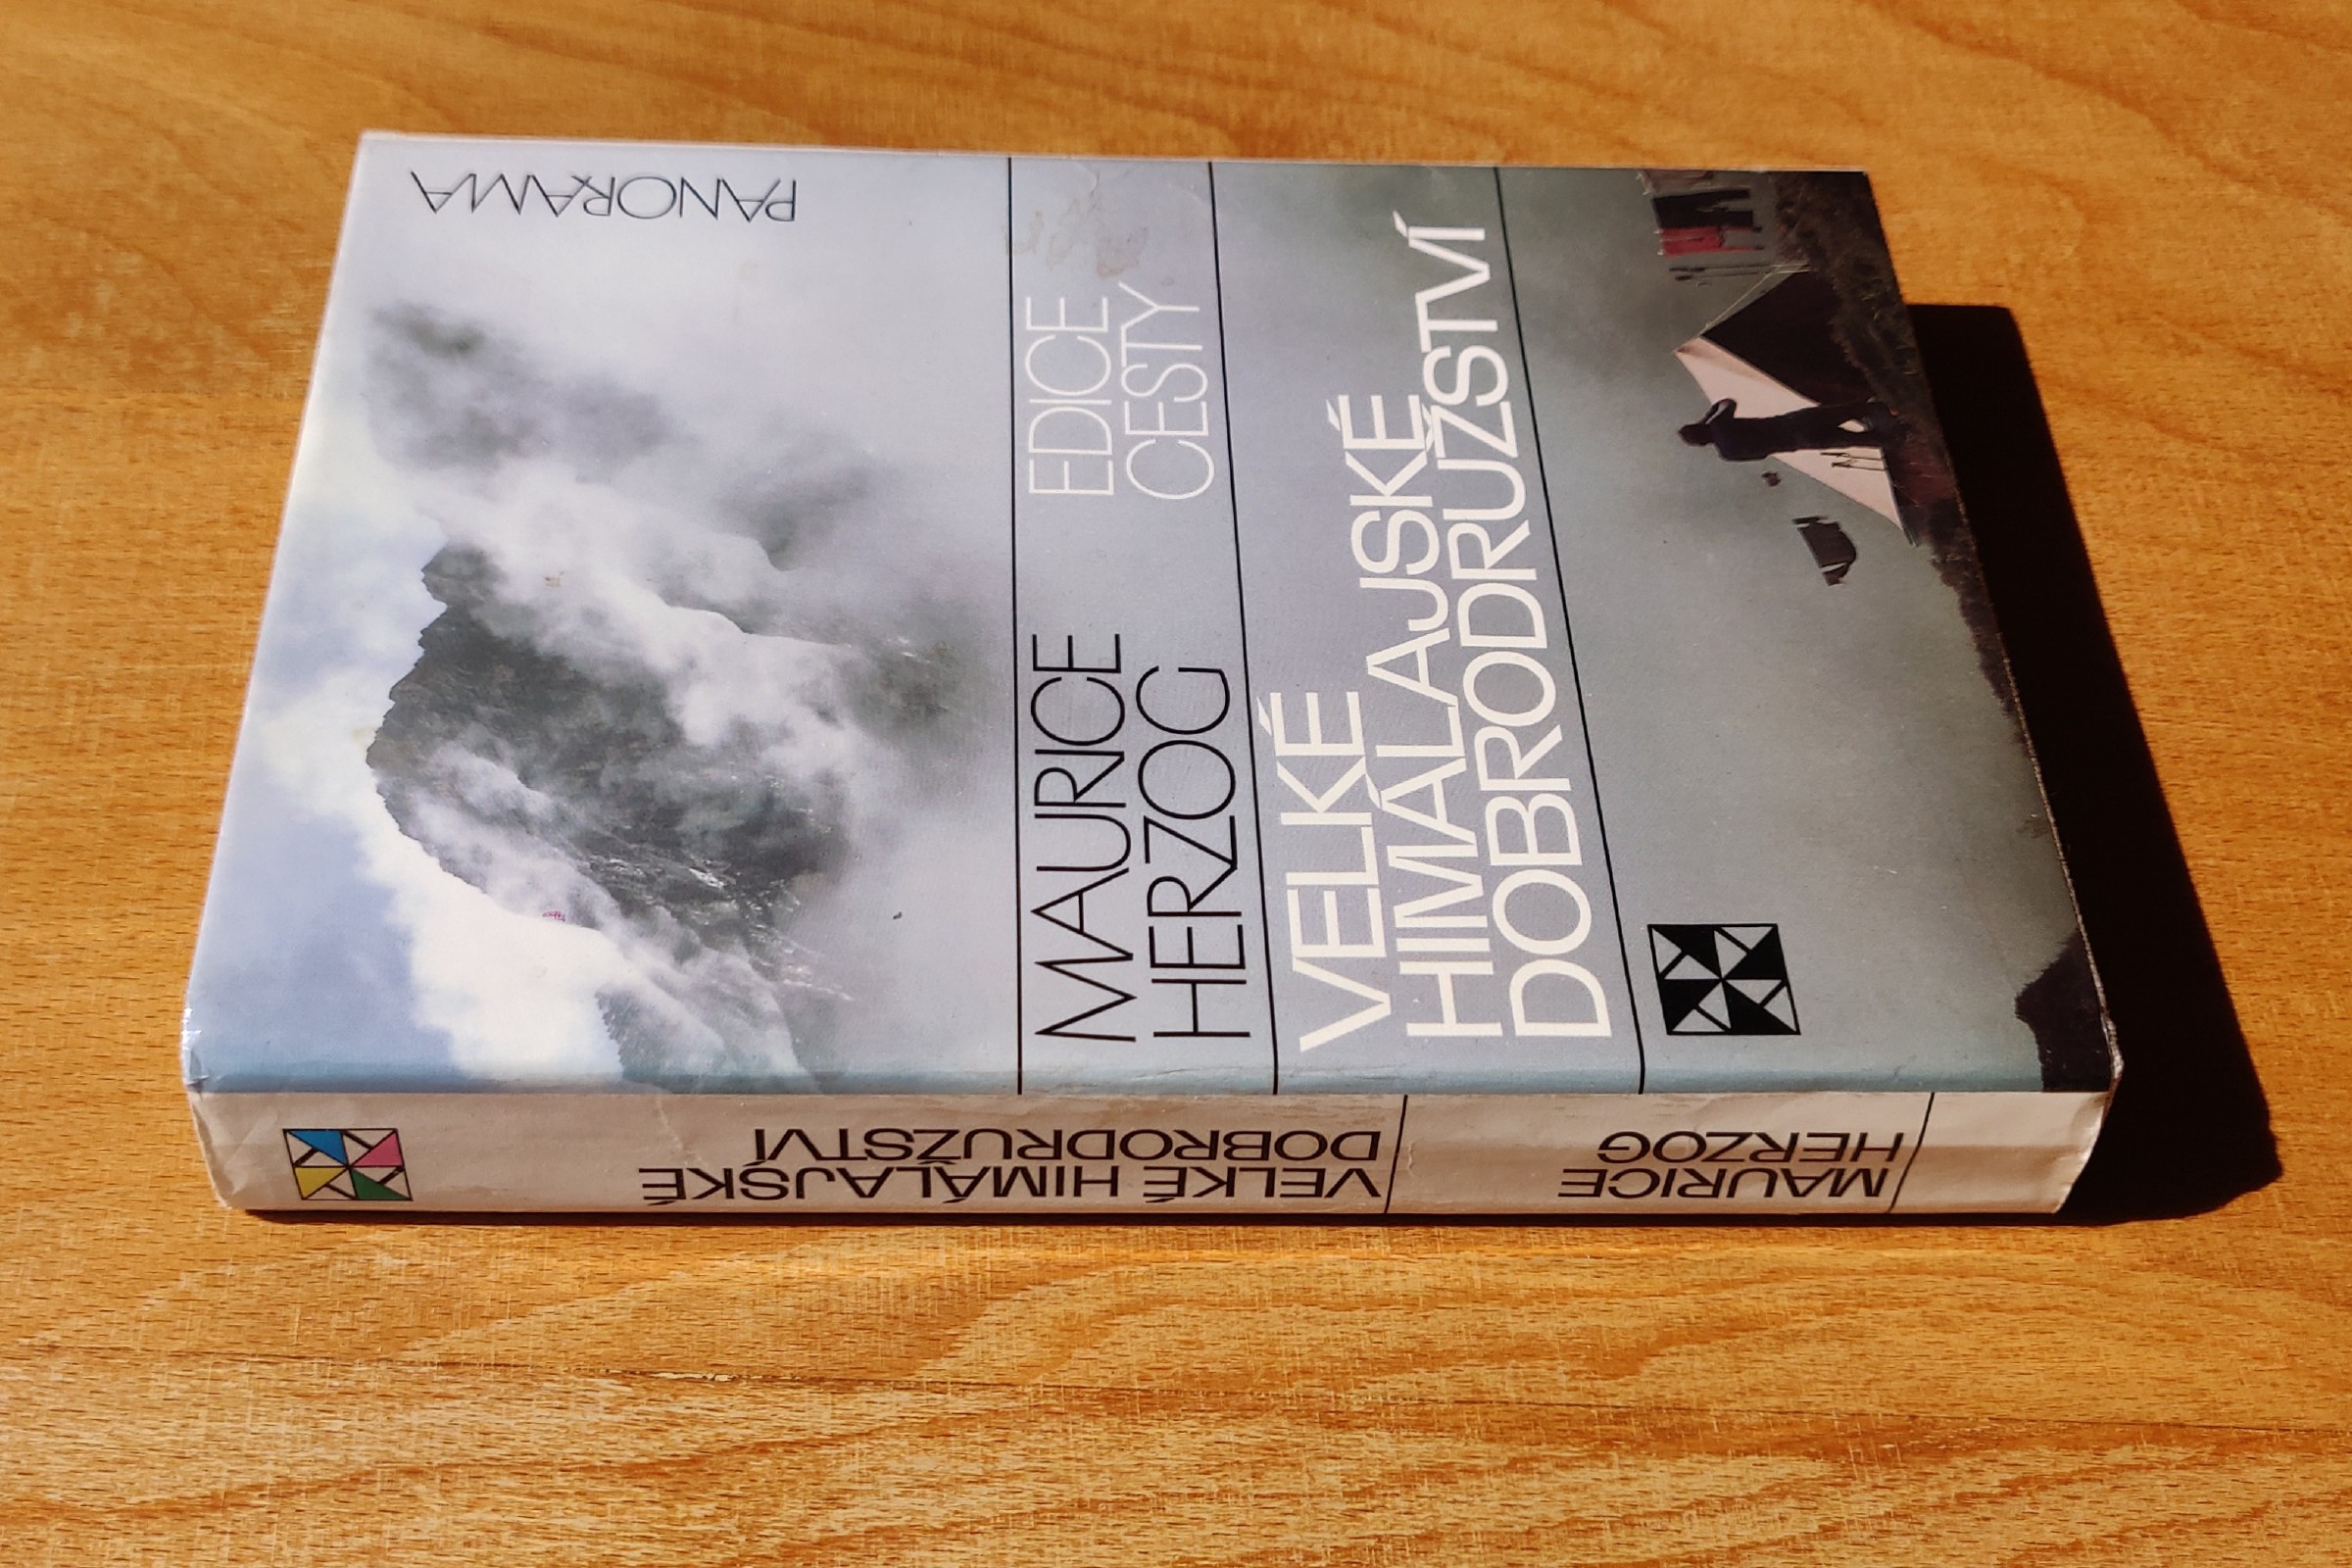 MAURICE
HERZOG
EDICE
CESTY
VELKÉ
HIMÁLAJSKÉ
DOBRODRUŽSTVÍ
PANORAMA
MAURICE
HERZOG
VELKÉ HIMÁLAJSKÉ
DOBRODRUŽSTVÍ